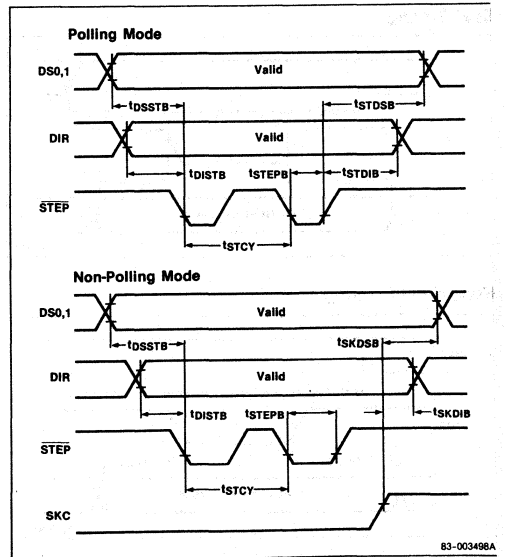 Polling Mode
DS0,1
Valid
tDSSTB
tSTDSB
DIR
Valid
tDISTB
tSTEPB
tSTDIB
STEP
tSTCY
Non-Polling Mode
DS0,1
Valid
tDSSTB
tSKDSB
DIR
Valid
tDISTB
tSTEPB
tSKDIB
STEP
tSTCY
SKC
83-003498A